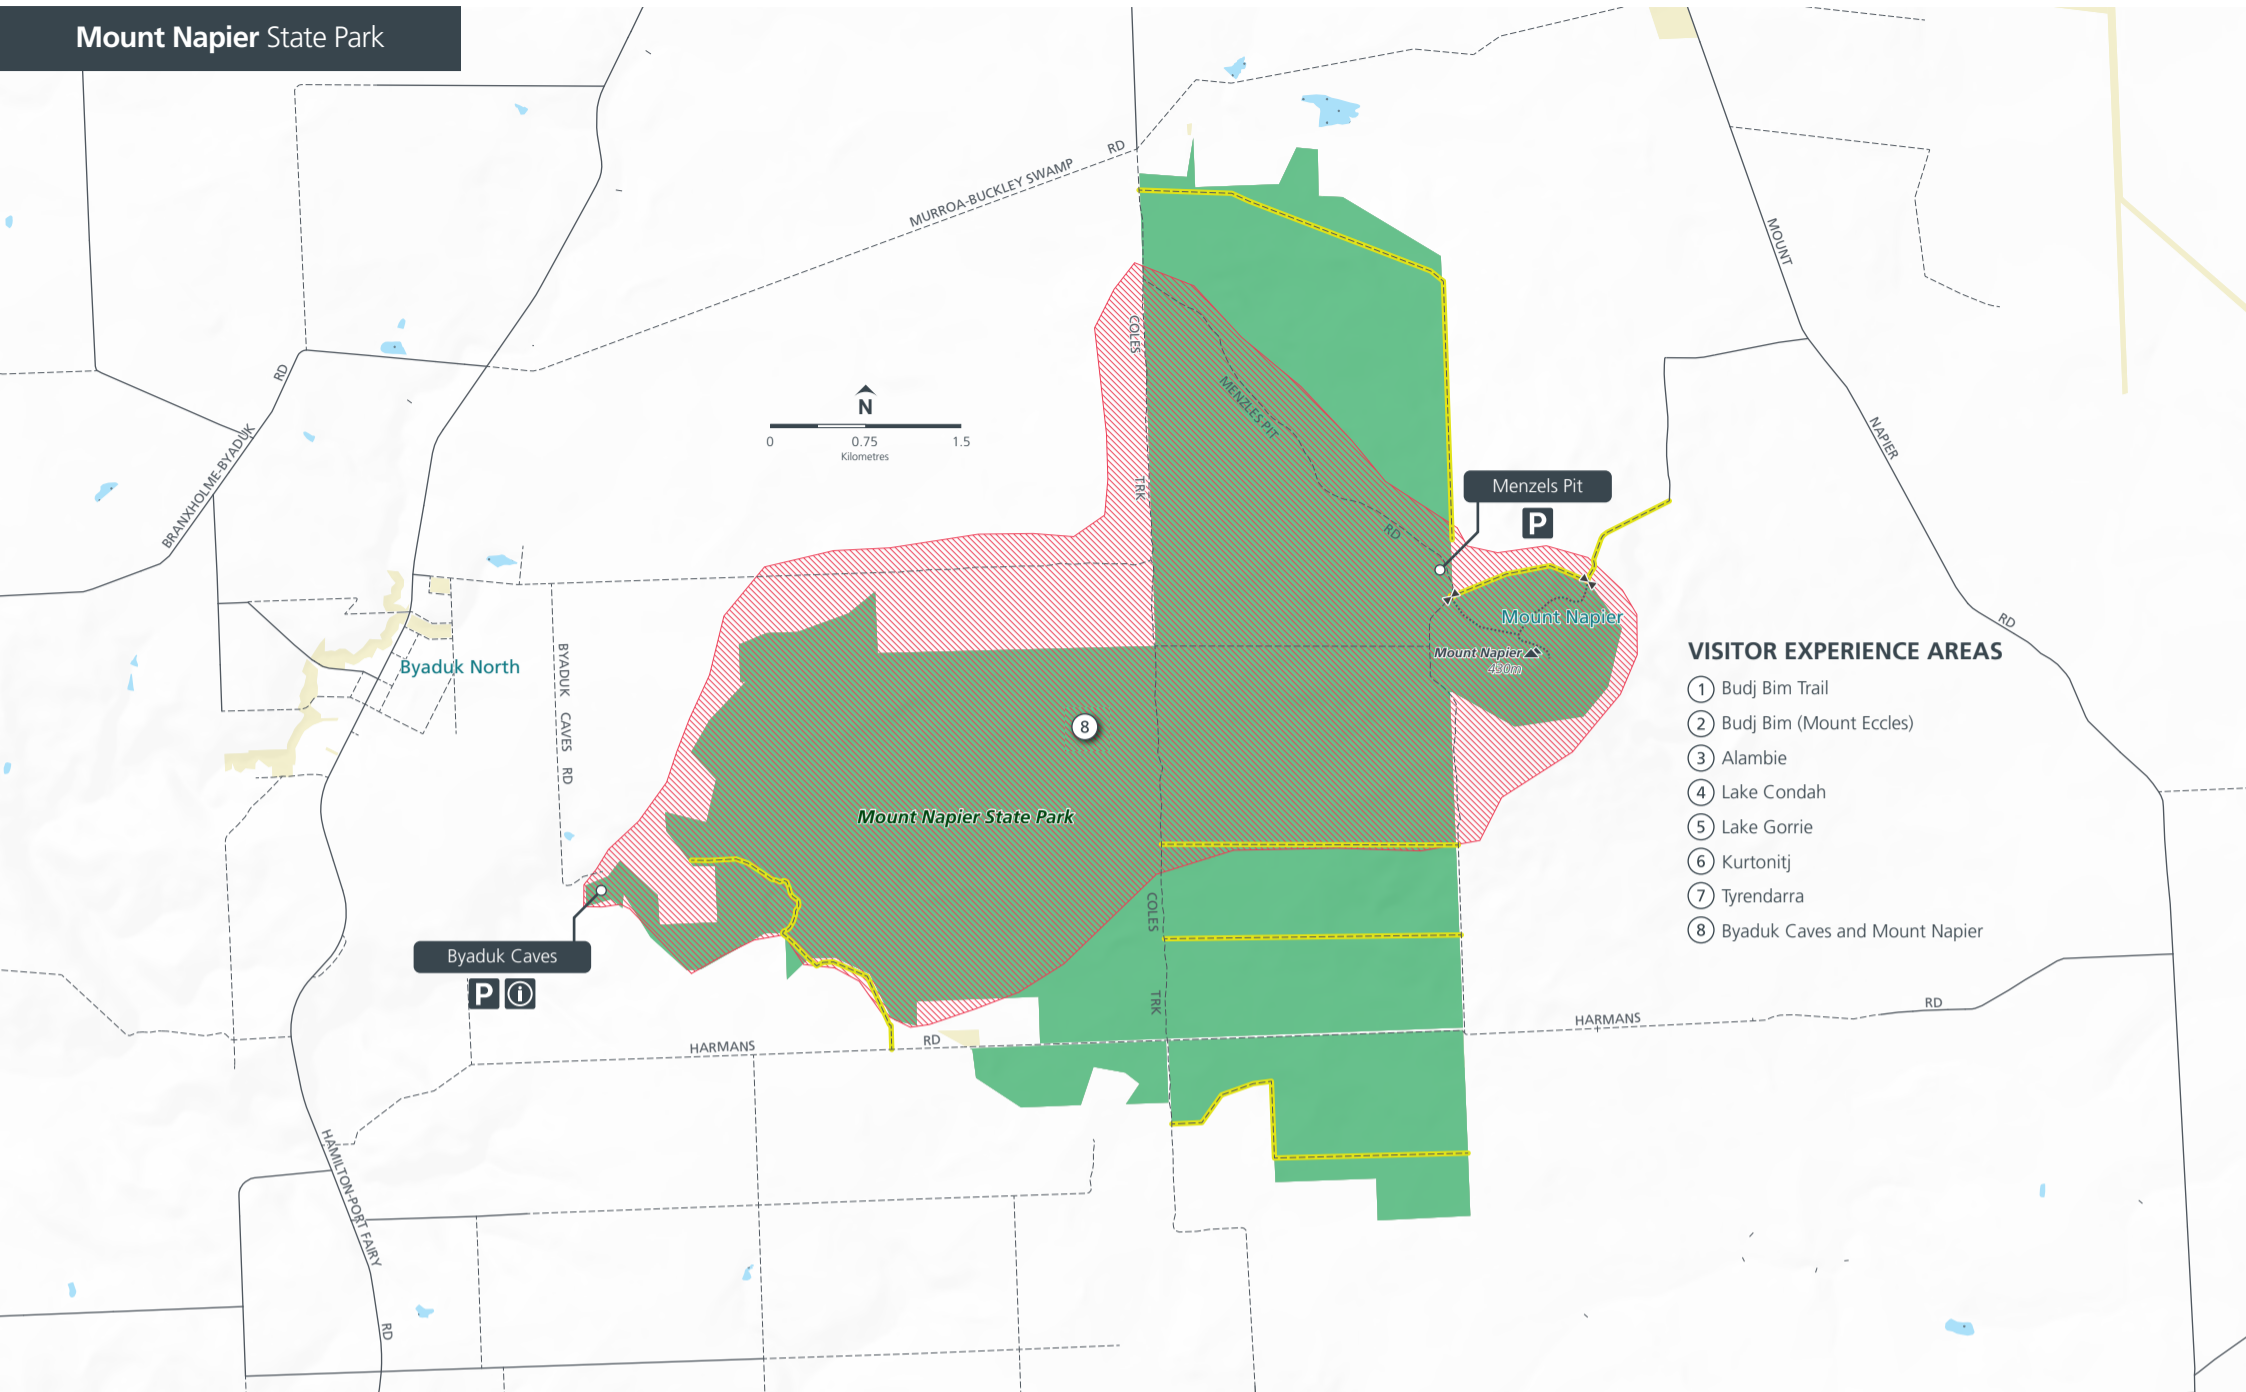 Mount Napier State Park
MURROA-BUCKLEY SWAMP RD
MOUNT
COLES
RD
N
0 0.75 1.5
Kilometres
MENZLES PIT
BRANXHOLME-BYADUK
NAPIER
TRK
Menzels Pit
P
RD
Mount Napier
RD
Byaduk North
BYADUK CAVES RD
Mount Napier
430m
VISITOR EXPERIENCE AREAS
1 Budj Bim Trail
2 Budj Bim (Mount Eccles)
3 Alambie
4 Lake Condah
5 Lake Gorrie
6 Kurtonitj
7 Tyrendarra
8 Byaduk Caves and Mount Napier
8
Mount Napier State Park
COLES
Byaduk Caves
P i
TRK
HARMANS RD
HARMANS
RD
HAMILTON-PORT FAIRY
RD